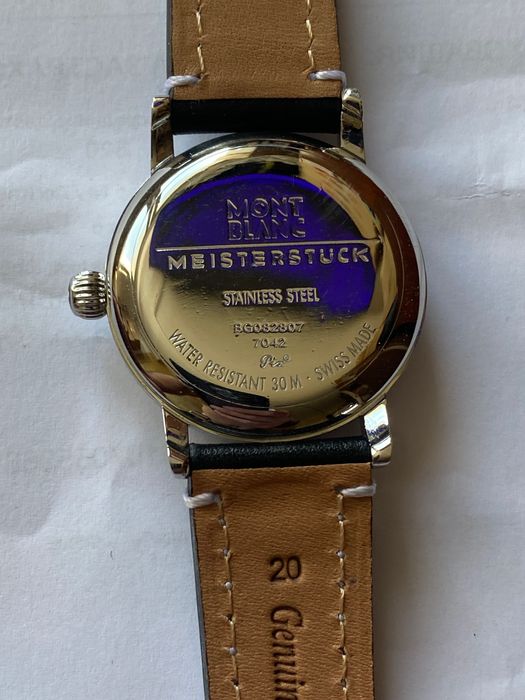 MONT
BLANC
MEISTERSTUCK
STAINLESS STEEL
BG082807
7042
WATER RESISTANT 30 M · SWISS MADE
20
Genuin